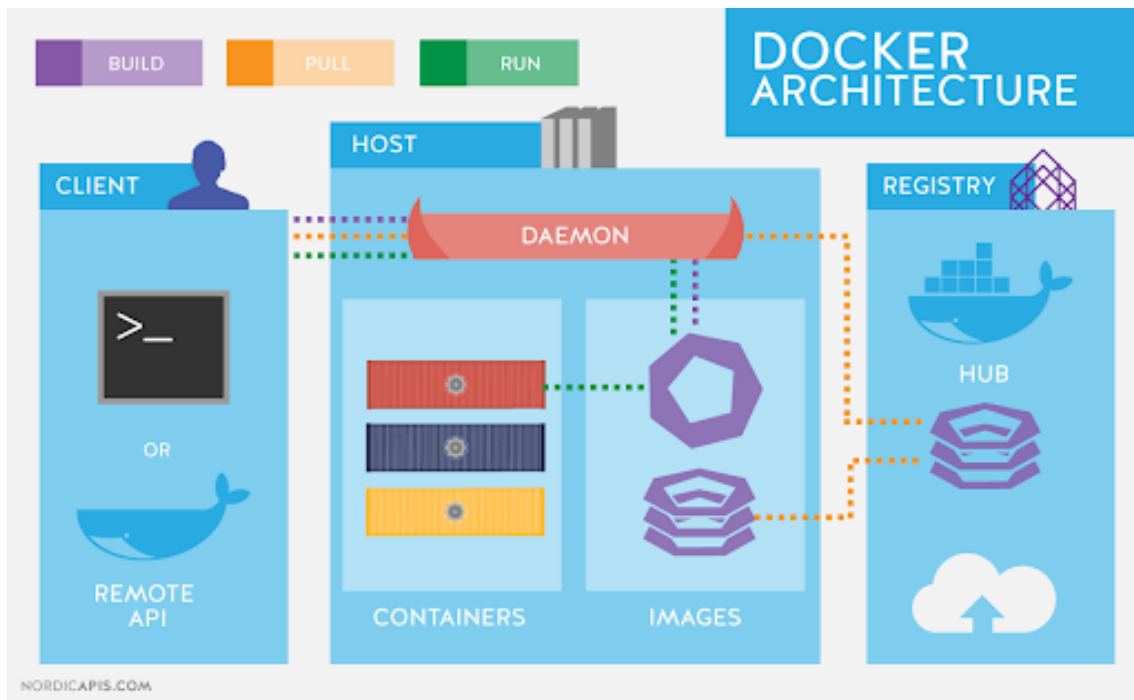 BUILD
PULL
RUN
DOCKER
ARCHITECTURE
CLIENT
HOST
REGISTRY
DAEMON
>_
OR
REMOTE
API
CONTAINERS
IMAGES
HUB
NORDICAPIS.COM